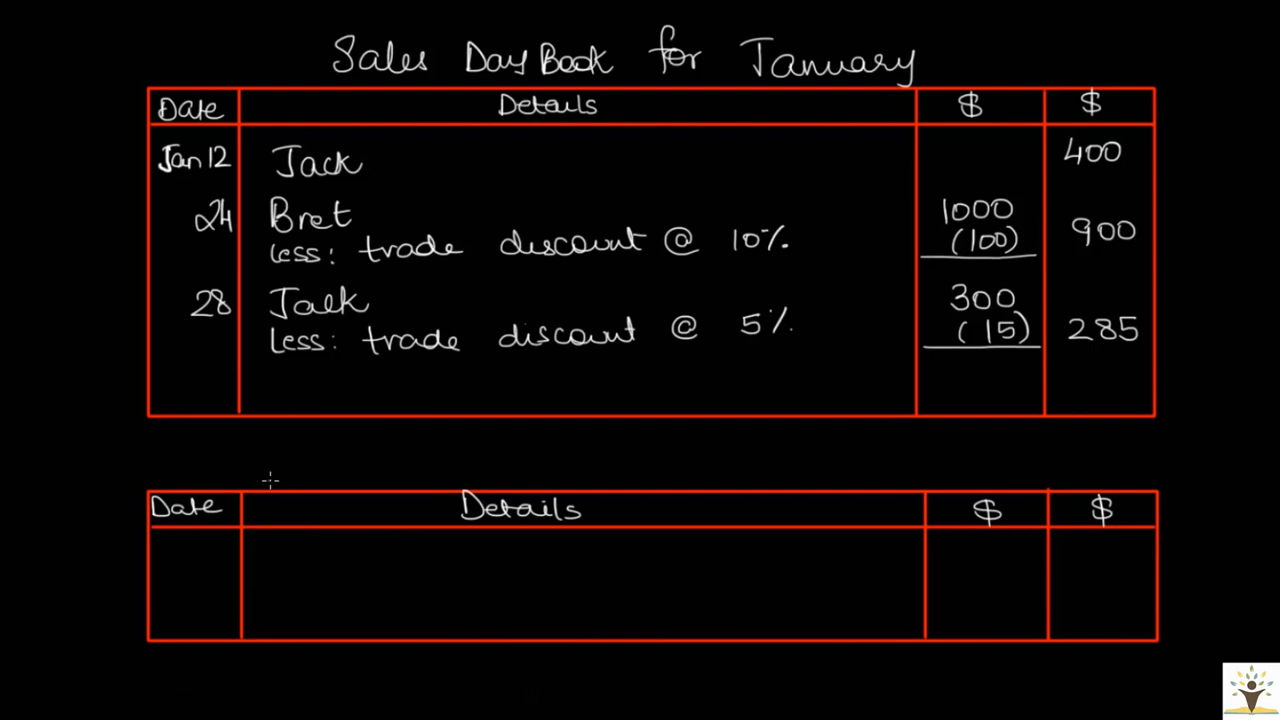 Sales Day Book for January
Date Details $ $
Jan 12 Jack 400
24 Bret 1000
less: trade discount @ 10% (100) 900
28 Jack 300
less: trade discount @ 5% (15) 285
Date Details $ $